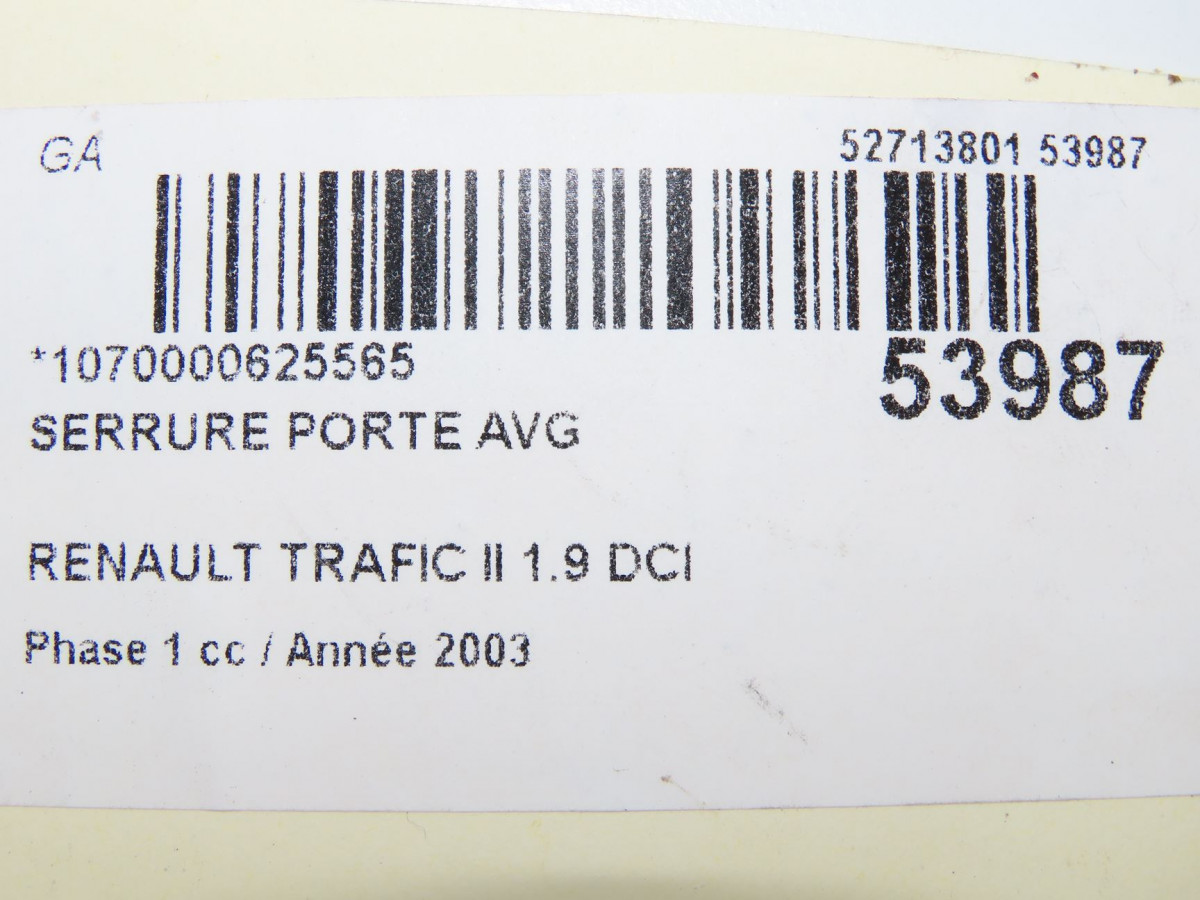 GA
52713801 53987
*1070000625565
53987
SERRURE PORTE AVG
RENAULT TRAFIC II 1.9 DCI
Phase 1 cc / Année 2003